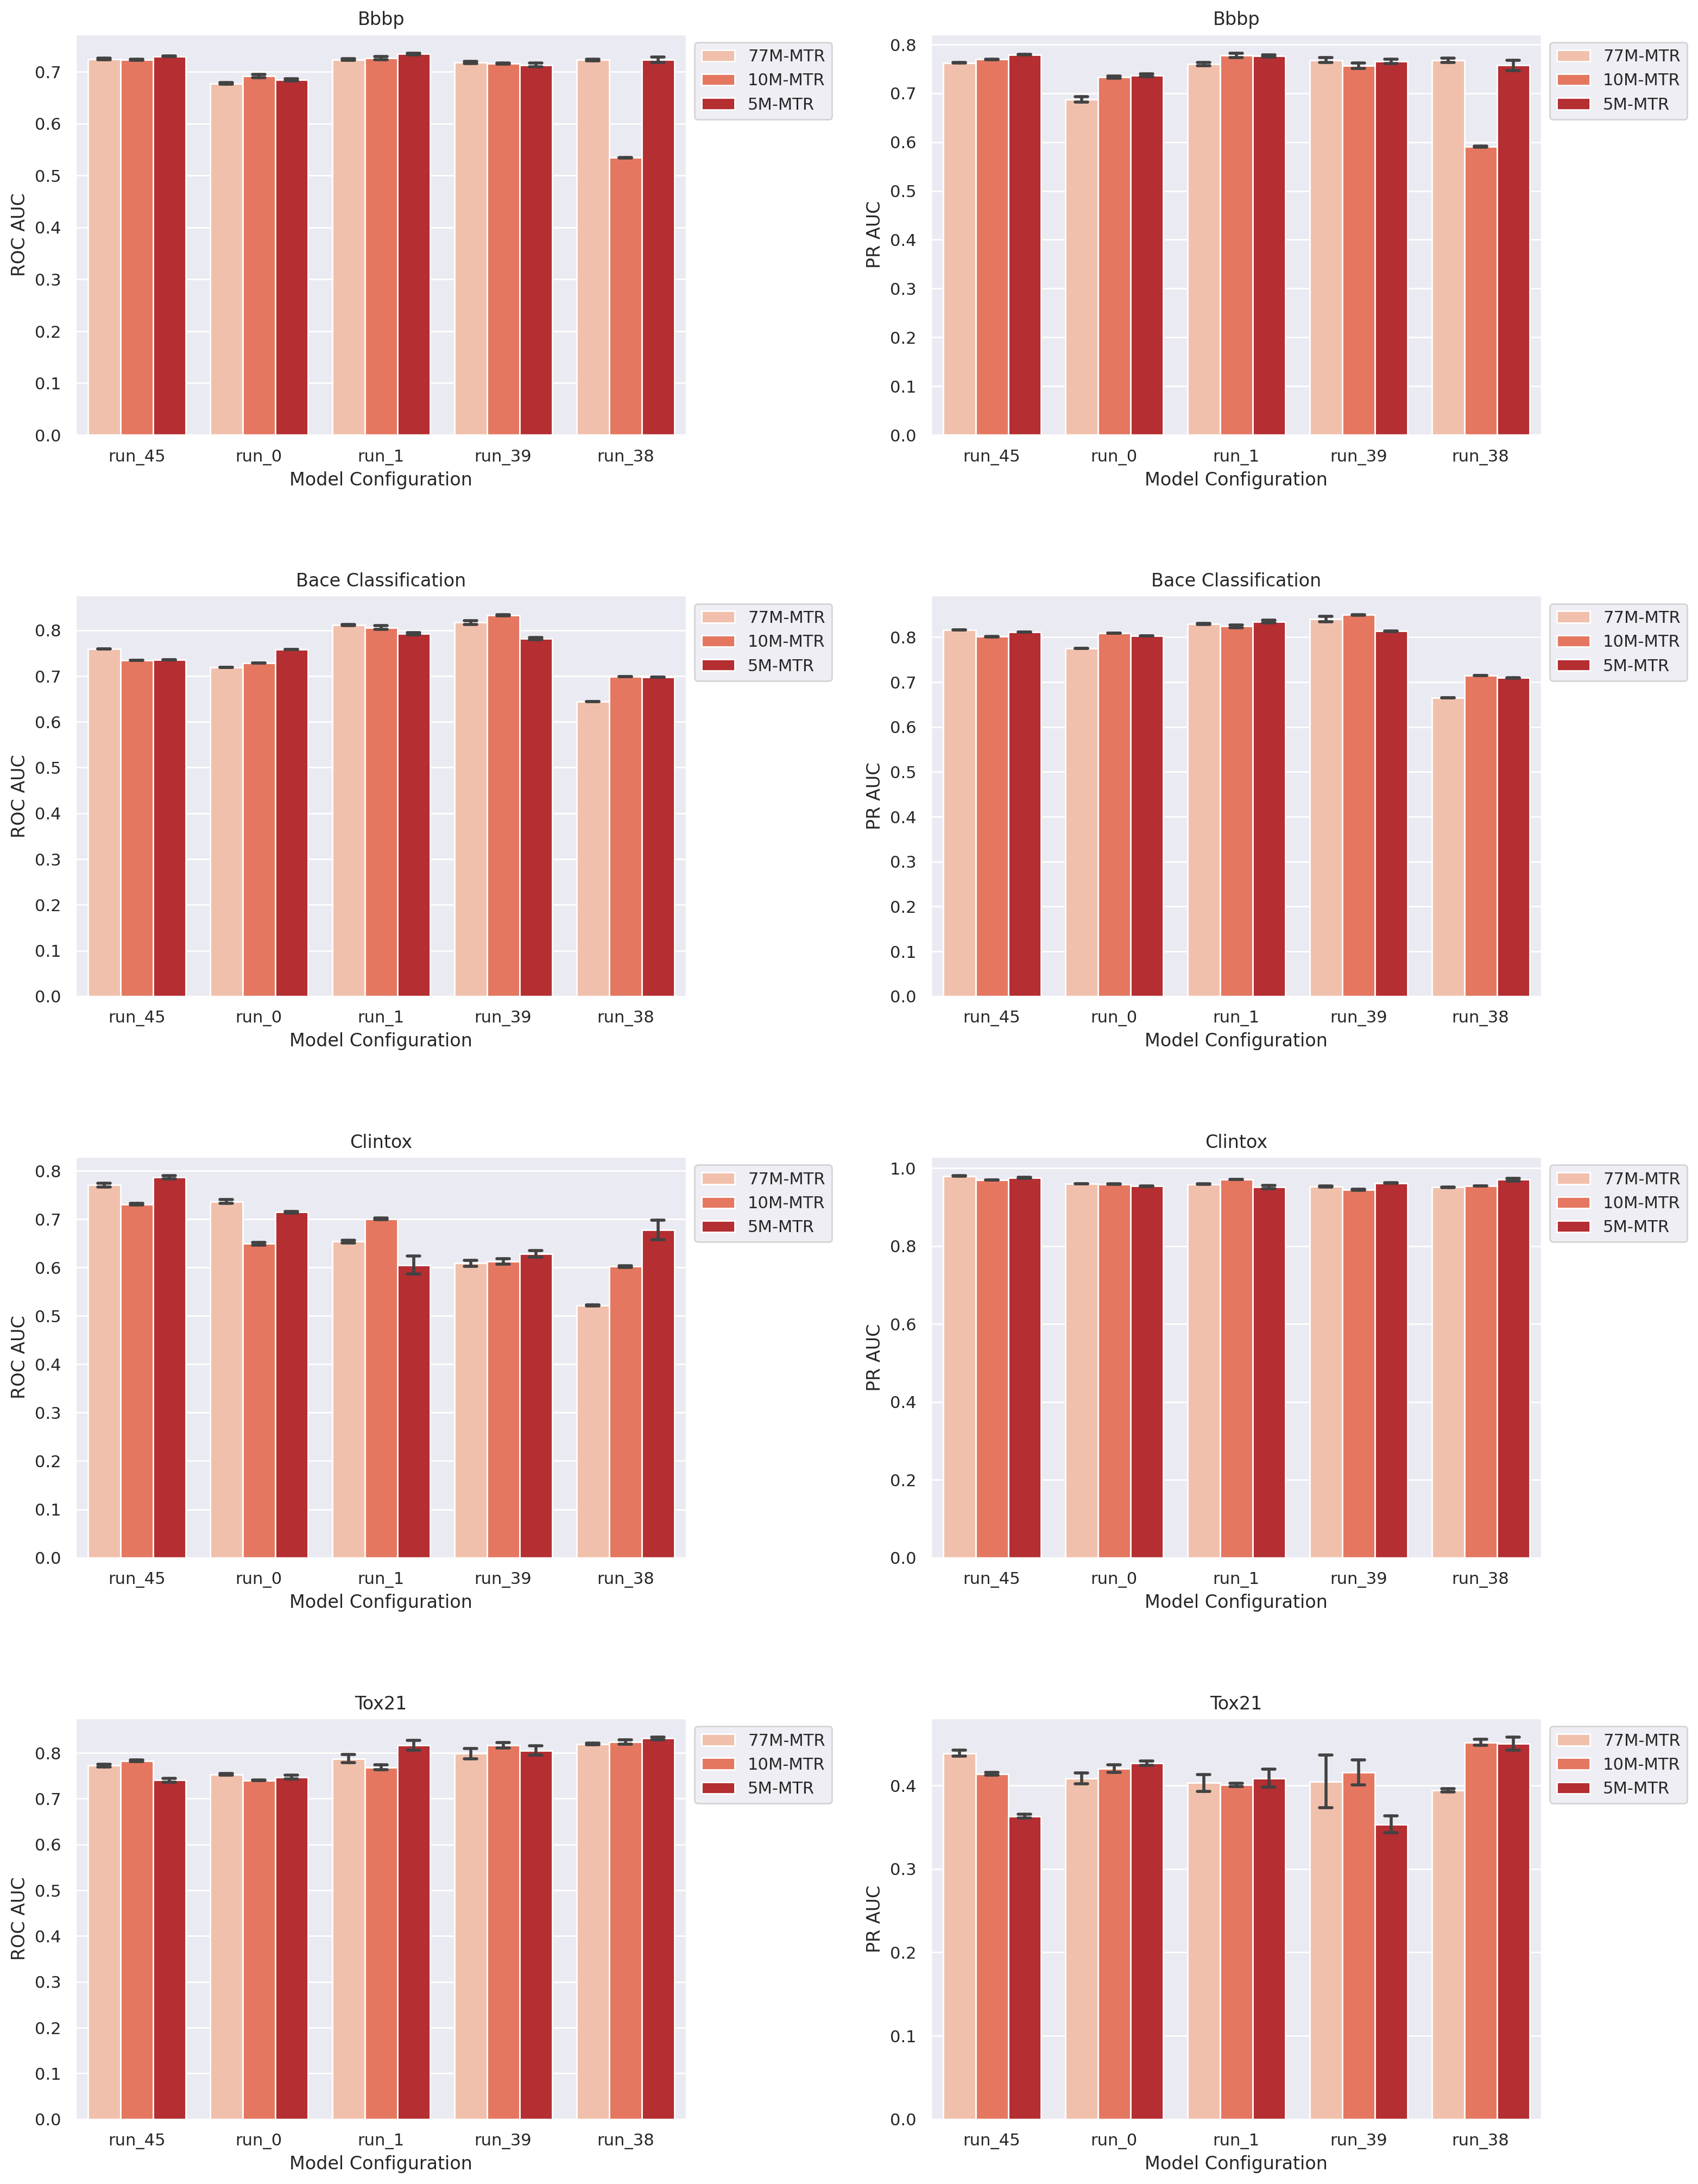 Bbbp
ROC AUC
0.7
0.6
0.5
0.4
0.3
0.2
0.1
0.0
run_45 run_0 run_1 run_39 run_38
Model Configuration
77M-MTR
10M-MTR
5M-MTR
Bbbp
PR AUC
0.8
0.7
0.6
0.5
0.4
0.3
0.2
0.1
0.0
run_45 run_0 run_1 run_39 run_38
Model Configuration
77M-MTR
10M-MTR
5M-MTR
Bace Classification
ROC AUC
0.8
0.7
0.6
0.5
0.4
0.3
0.2
0.1
0.0
run_45 run_0 run_1 run_39 run_38
Model Configuration
77M-MTR
10M-MTR
5M-MTR
Bace Classification
PR AUC
0.8
0.7
0.6
0.5
0.4
0.3
0.2
0.1
0.0
run_45 run_0 run_1 run_39 run_38
Model Configuration
77M-MTR
10M-MTR
5M-MTR
Clintox
ROC AUC
0.8
0.7
0.6
0.5
0.4
0.3
0.2
0.1
0.0
run_45 run_0 run_1 run_39 run_38
Model Configuration
77M-MTR
10M-MTR
5M-MTR
Clintox
PR AUC
1.0
0.8
0.6
0.4
0.2
0.0
run_45 run_0 run_1 run_39 run_38
Model Configuration
77M-MTR
10M-MTR
5M-MTR
Tox21
ROC AUC
0.8
0.7
0.6
0.5
0.4
0.3
0.2
0.1
0.0
run_45 run_0 run_1 run_39 run_38
Model Configuration
77M-MTR
10M-MTR
5M-MTR
Tox21
PR AUC
0.4
0.3
0.2
0.1
0.0
run_45 run_0 run_1 run_39 run_38
Model Configuration
77M-MTR
10M-MTR
5M-MTR